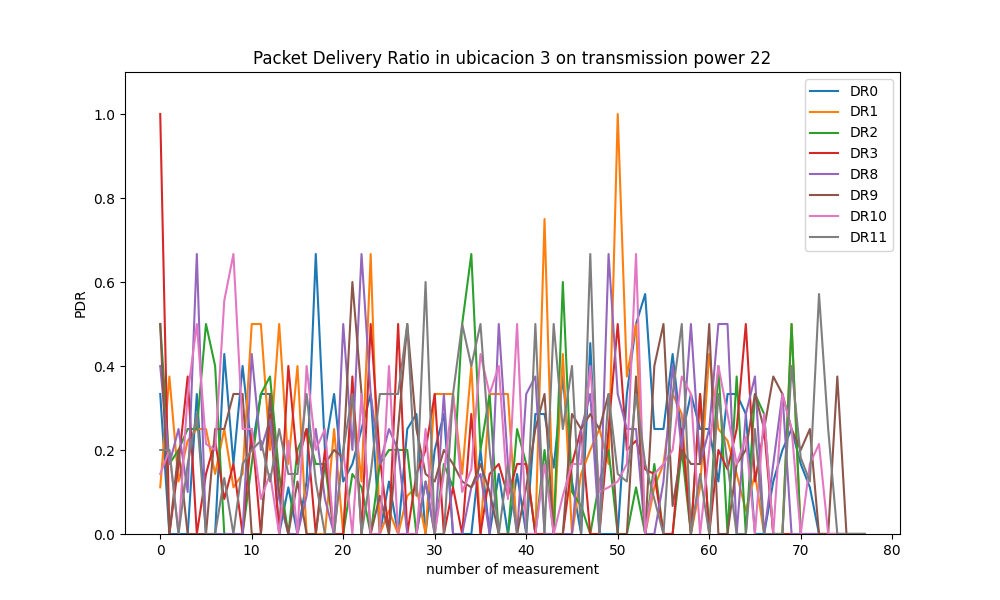 Packet Delivery Ratio in ubicacion 3 on transmission power 22
PDR
1.0
0.8
0.6
0.4
0.2
0.0
DR0
DR1
DR2
DR3
DR8
DR9
DR10
DR11
0 10 20 30 40 50 60 70 80
number of measurement